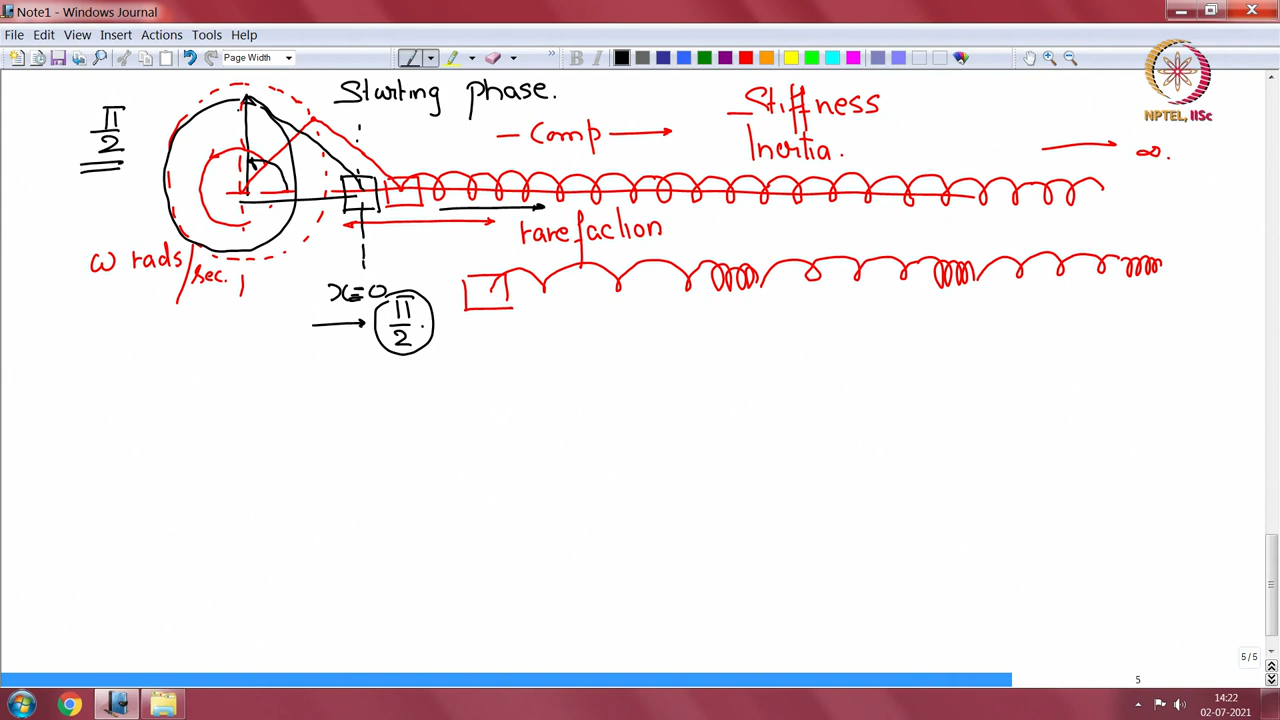 Note1 - Windows Journal
File Edit View Insert Actions Tools Help
Page Width
B I
NPTEL, IISc
Starting phase.
π/2
Comp
Stiffness
Inertia.
∞.
rarefaction
ω rads/sec.
x=0
π/2
5/5
5
14:22
02-07-2021